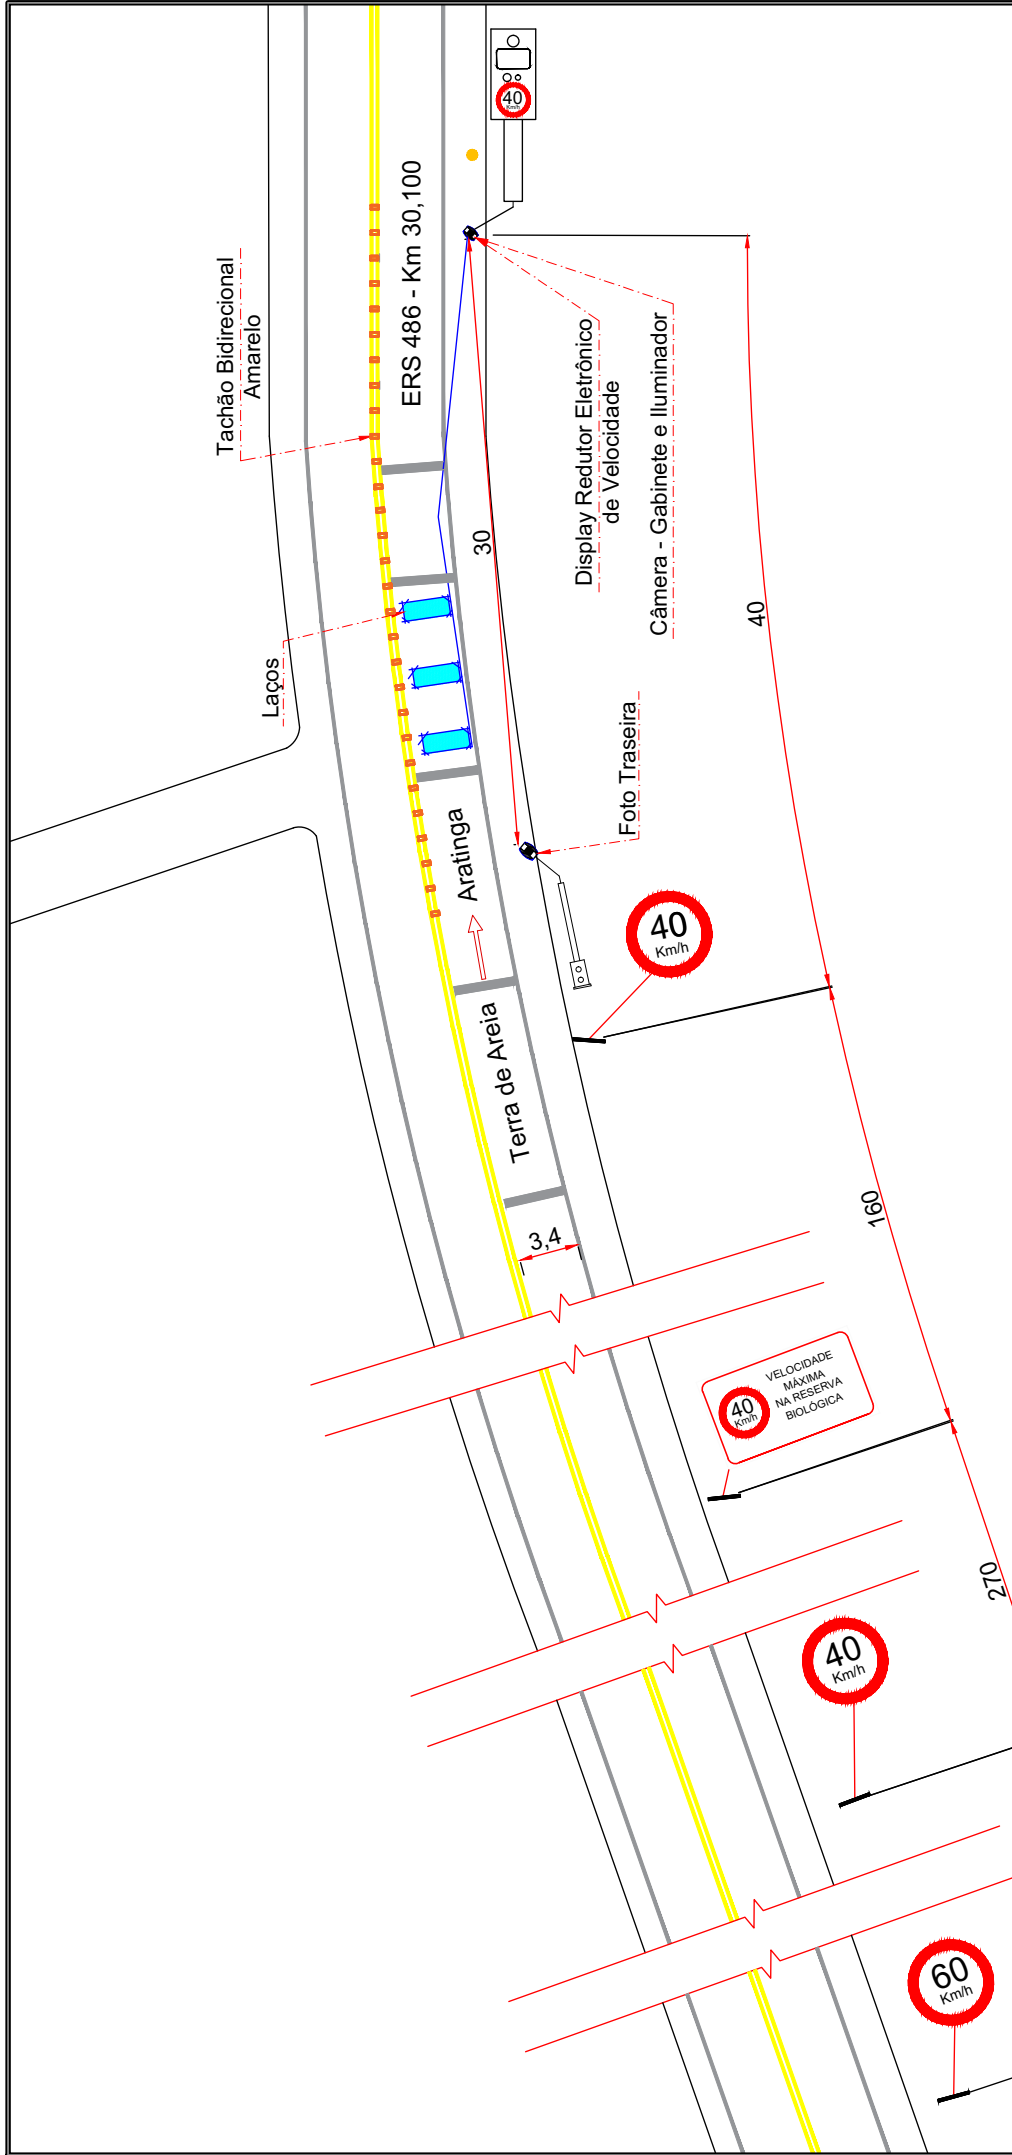 40
Km/h
ERS 486 - Km 30,100
Tachão Bidirecional
Amarelo
Display Redutor Eletrônico
de Velocidade
Câmera - Gabinete e Iluminador
30
40
Laços
Foto Traseira
Aratinga
40
Km/h
Terra de Areia
3,4
160
40
Km/h
VELOCIDADE
MÁXIMA
NA RESERVA
BIOLÓGICA
270
40
Km/h
60
Km/h